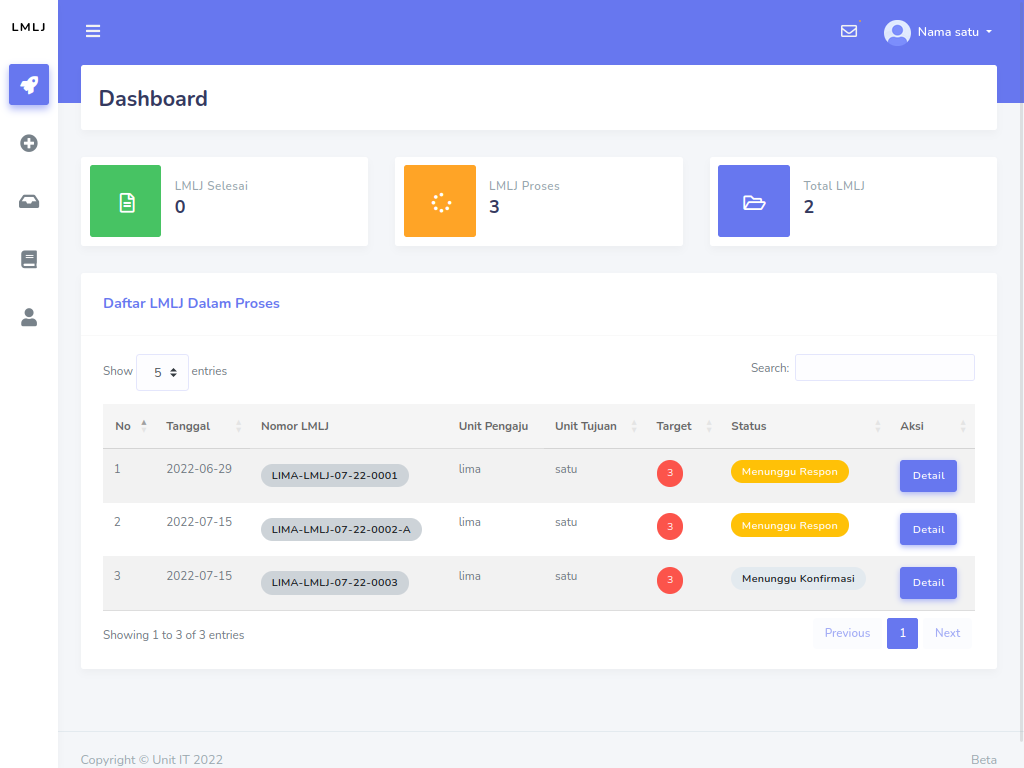 LMLJ
Nama satu
Dashboard
LMLJ Selesai
0
LMLJ Proses
3
Total LMLJ
2
Daftar LMLJ Dalam Proses
Show 5 entries
Search:
No Tanggal Nomor LMLJ Unit Pengaju Unit Tujuan Target Status Aksi
1 2022-06-29 LIMA-LMLJ-07-22-0001 lima satu 3 Menunggu Respon Detail
2 2022-07-15 LIMA-LMLJ-07-22-0002-A lima satu 3 Menunggu Respon Detail
3 2022-07-15 LIMA-LMLJ-07-22-0003 lima satu 3 Menunggu Konfirmasi Detail
Showing 1 to 3 of 3 entries
Previous 1 Next
Copyright © Unit IT 2022
Beta